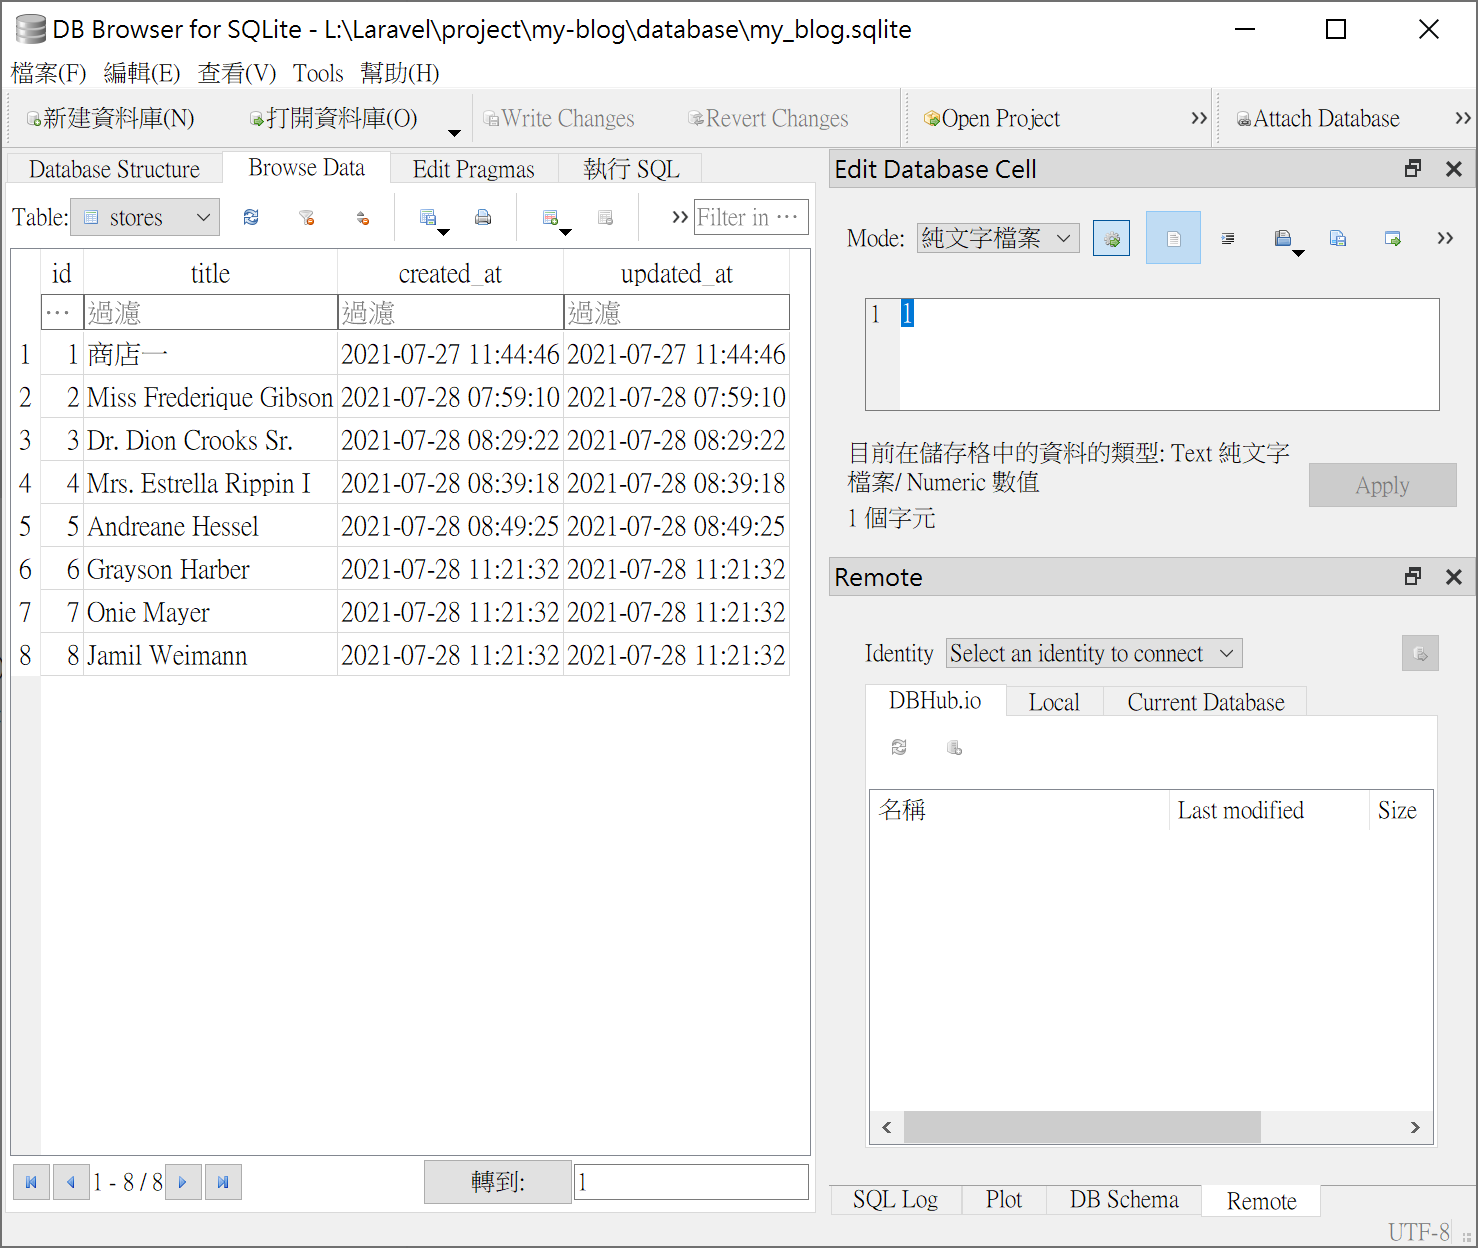 DB Browser for SQLite - L:\Laravel\project\my-blog\database\my_blog.sqlite
檔案(F) 編輯(E) 查看(V) Tools 幫助(H)
新建資料庫(N) 打開資料庫(O) Write Changes Revert Changes Open Project Attach Database
Database Structure Browse Data Edit Pragmas 執行 SQL
Table: stores Filter in ···
id title created_at updated_at
··· 過濾 過濾 過濾
1 1 商店一 2021-07-27 11:44:46 2021-07-27 11:44:46
2 2 Miss Frederique Gibson 2021-07-28 07:59:10 2021-07-28 07:59:10
3 3 Dr. Dion Crooks Sr. 2021-07-28 08:29:22 2021-07-28 08:29:22
4 4 Mrs. Estrella Rippin I 2021-07-28 08:39:18 2021-07-28 08:39:18
5 5 Andreane Hessel 2021-07-28 08:49:25 2021-07-28 08:49:25
6 6 Grayson Harber 2021-07-28 11:21:32 2021-07-28 11:21:32
7 7 Onie Mayer 2021-07-28 11:21:32 2021-07-28 11:21:32
8 8 Jamil Weimann 2021-07-28 11:21:32 2021-07-28 11:21:32
1 - 8 / 8 轉到: 1
Edit Database Cell
Mode: 純文字檔案
1 1
目前在儲存格中的資料的類型: Text 純文字
檔案/ Numeric 數值
1 個字元
Apply
Remote
Identity Select an identity to connect
DBHub.io Local Current Database
名稱 Last modified Size
SQL Log Plot DB Schema Remote
UTF-8